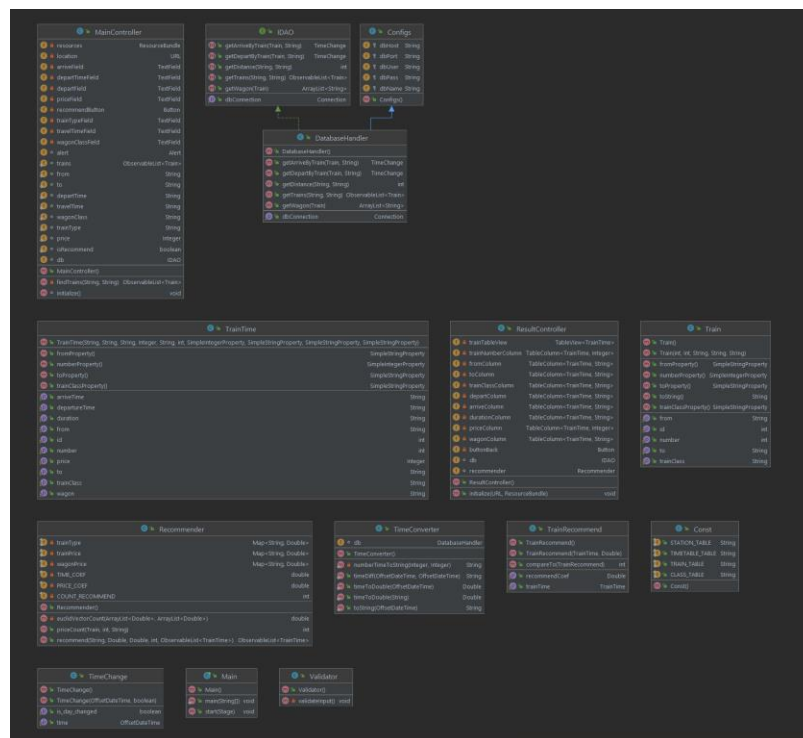 MainController
resources ResourceBundle
location URL
arriveField TextField
departTimeField TextField
departField TextField
priceField TextField
recommendButton Button
trainTypeField TextField
travelTimeField TextField
wagonClassField TextField
alert Alert
trains ObservableList<Train>
from String
to String
departTime String
travelTime String
wagonClass String
trainType String
price Integer
isRecommend boolean
db IDAO
MainController()
findTrains(String, String) ObservableList<Train>
initialize() void
IDAO
getArriveByTrain(Train, String) TimeChange
getDepartByTrain(Train, String) TimeChange
getDistance(String, String) int
getTrains(String, String) ObservableList<Train>
getWagon(Train) ArrayList<String>
dbConnection Connection
Configs
dbHost String
dbPort String
dbUser String
dbPass String
dbName String
Configs()
DatabaseHandler
DatabaseHandler()
getArriveByTrain(Train, String) TimeChange
getDepartByTrain(Train, String) TimeChange
getDistance(String, String) int
getTrains(String, String) ObservableList<Train>
getWagon(Train) ArrayList<String>
dbConnection Connection
TrainTime
TrainTime(String, String, String, Integer, String, int, SimpleIntegerProperty, SimpleStringProperty, SimpleStringProperty, SimpleStringProperty)
fromProperty() SimpleStringProperty
numberProperty() SimpleIntegerProperty
toProperty() SimpleStringProperty
trainClassProperty() SimpleStringProperty
arriveTime String
departureTime String
duration String
from String
id int
number int
price Integer
to String
trainClass String
wagon String
ResultController
trainTableView TableView<TrainTime>
trainNumberColumn TableColumn<TrainTime, Integer>
fromColumn TableColumn<TrainTime, String>
toColumn TableColumn<TrainTime, String>
trainClassColumn TableColumn<TrainTime, String>
departColumn TableColumn<TrainTime, String>
arriveColumn TableColumn<TrainTime, String>
durationColumn TableColumn<TrainTime, String>
priceColumn TableColumn<TrainTime, Integer>
wagonColumn TableColumn<TrainTime, String>
buttonBack Button
db IDAO
recommender Recommender
ResultController()
initialize(URL, ResourceBundle) void
Train
Train()
Train(int, int, String, String, String)
fromProperty() SimpleStringProperty
numberProperty() SimpleIntegerProperty
toProperty() SimpleStringProperty
toString() String
trainClassProperty() SimpleStringProperty
from String
id int
number int
to String
trainClass String
Recommender
trainType Map<String, Double>
trainPrice Map<String, Double>
wagonPrice Map<String, Double>
TIME_COEF double
PRICE_COEF double
COUNT_RECOMMEND int
Recommender()
euclidVectorCount(ArrayList<Double>, ArrayList<Double>) double
priceCount(Train, int, String) int
recommend(String, Double, Double, int, ObservableList<TrainTime>) ObservableList<TrainTime>
TimeConverter
db DatabaseHandler
TimeConverter()
numberTimeToString(Integer, Integer) String
timeDiff(OffsetDateTime, OffsetDateTime) String
timeToDouble(OffsetDateTime) Double
timeToDouble(String) Double
toString(OffsetDateTime) String
TrainRecommend
TrainRecommend()
TrainRecommend(TrainTime, Double)
compareTo(TrainRecommend) int
recommendCoef Double
trainTime TrainTime
Const
STATION_TABLE String
TIMETABLE_TABLE String
TRAIN_TABLE String
CLASS_TABLE String
Const()
TimeChange
TimeChange()
TimeChange(OffsetDateTime, boolean)
is_day_changed boolean
time OffsetDateTime
Main
Main()
main(String[]) void
start(Stage) void
Validator
Validator()
validateInput() void